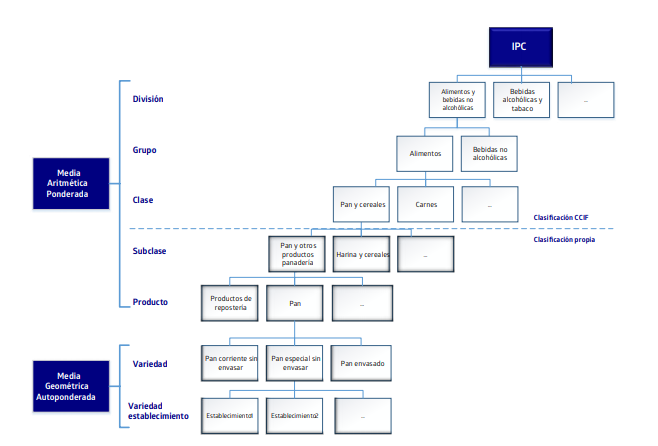 IPC
División
Alimentos y
bebidas no
alcohólicas
Bebidas
alcohólicas y
tabaco
...
Grupo
Alimentos
Bebidas no
alcohólicas
Media
Aritmética
Ponderada
Clase
Pan y cereales
Carnes
...
Clasificación CCIF
Clasificación propia
Subclase
Pan y otros
productos
panadería
Harina y cereales
...
Producto
Productos de
repostería
Pan
...
Variedad
Pan corriente sin
envasar
Pan especial sin
envasar
Pan envasado
Media
Geométrica
Autoponderada
Variedad
establecimiento
Establecimiento1
Establecimiento2
...